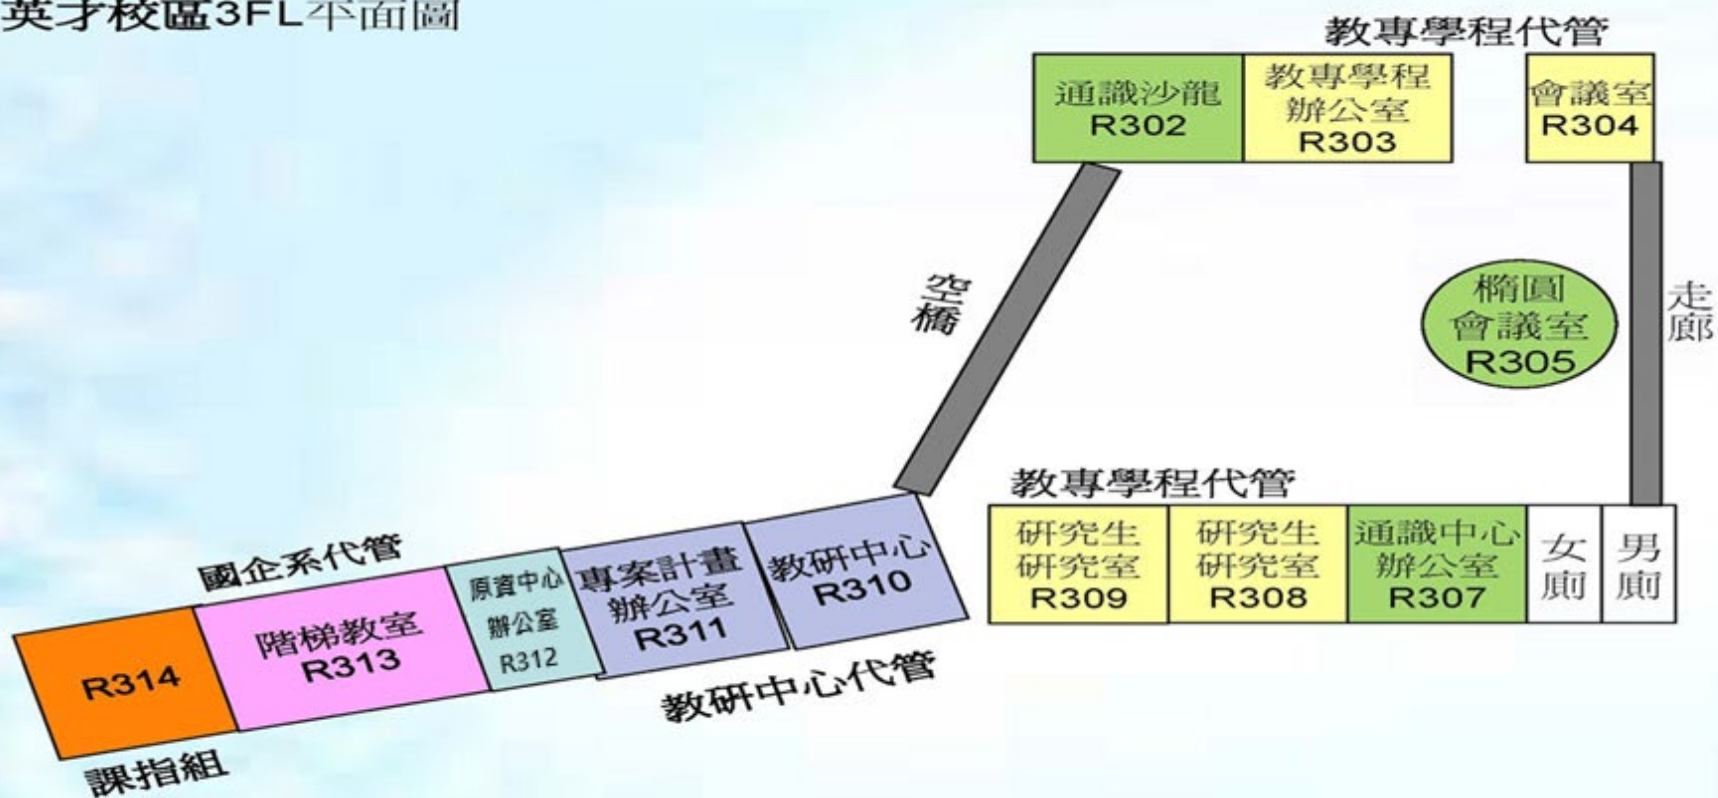 英才校區3FL平面圖
教專學程代管
通識沙龍
R302
教專學程
辦公室
R303
會議室
R304
空橋
橢圓
會議室
R305
走廊
教專學程代管
研究生
研究室
R309
研究生
研究室
R308
通識中心
辦公室
R307
女廁
男廁
教研中心
R310
專案計畫
辦公室
R311
原資中心
辦公室
R312
國企系代管
階梯教室
R313
R314
教研中心代管
課指組